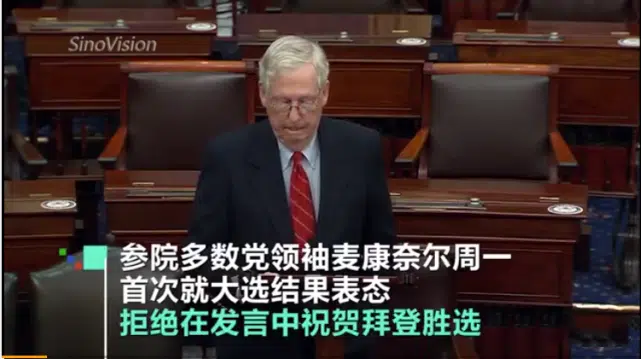 SinoVision
参院多数党领袖麦康奈尔周一
首次就大选结果表态
拒绝在发言中祝贺拜登胜选